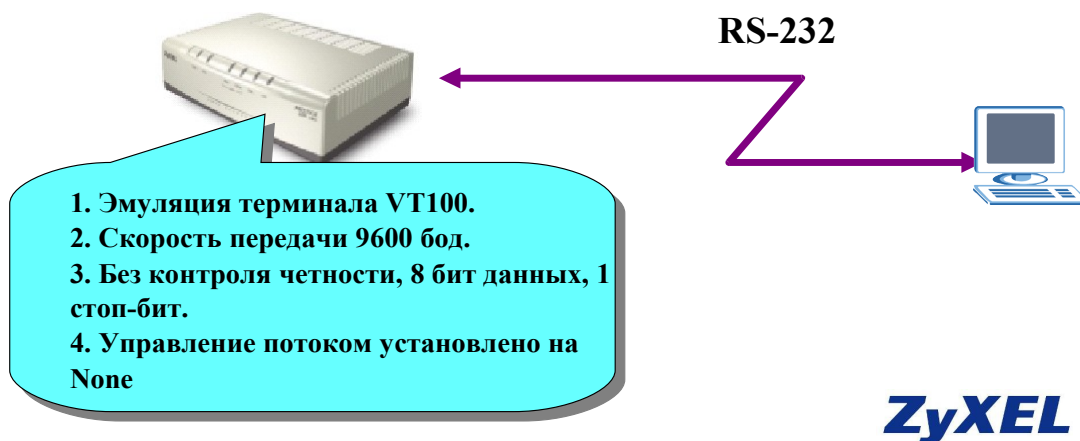 RS-232
ZyXEL
1. Эмуляция терминала VT100.
2. Скорость передачи 9600 бод.
3. Без контроля четности, 8 бит данных, 1
стоп-бит.
4. Управление потоком установлено на
None
ZyXEL